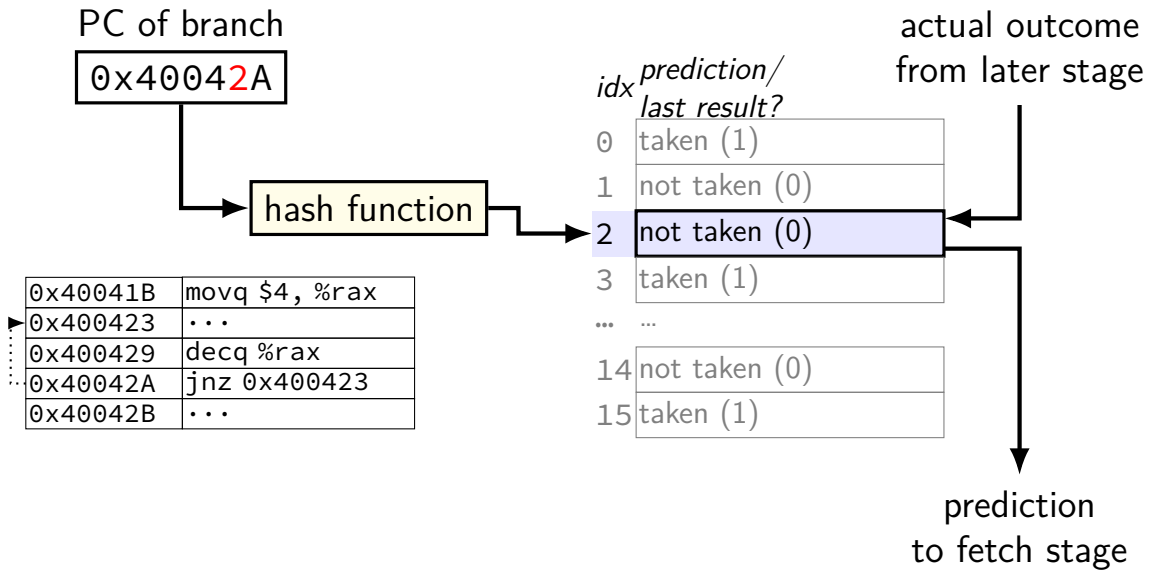 PC of branch
0x40042A
hash function
actual outcome
from later stage
idx prediction/
last result?
0 taken (1)
1 not taken (0)
2 not taken (0)
3 taken (1)
… …
14 not taken (0)
15 taken (1)
0x40041B movq $4, %rax
0x400423 ···
0x400429 decq %rax
0x40042A jnz 0x400423
0x40042B ···
prediction
to fetch stage